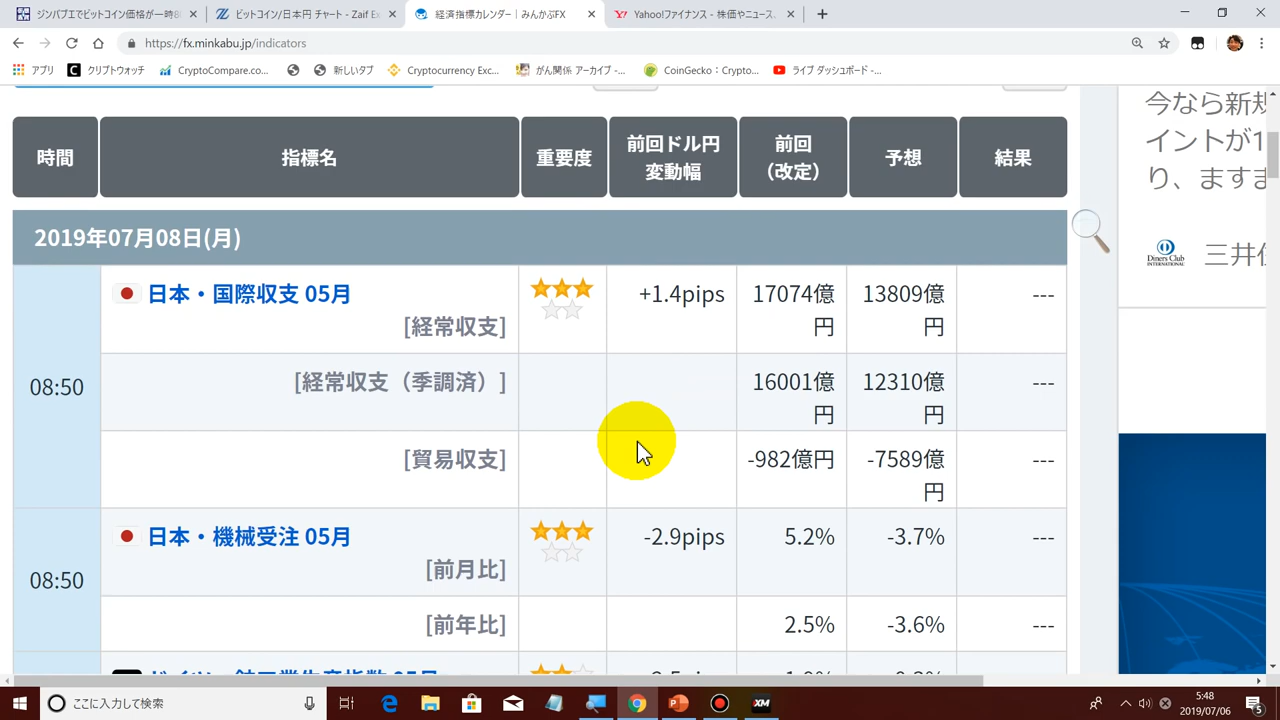 ジンバブエでビットコイン価格が一時8
ビットコイン/日本円 チャート - Zaif Ex
経済指標カレンダー | みんかぶFX
Yahoo!ファイナンス - 株価やニュース、
https://fx.minkabu.jp/indicators
アプリ
クリプトウォッチ
CryptoCompare.co...
新しいタブ
Cryptocurrency Exc...
がん関係 アーカイブ -...
CoinGecko：Crypto...
ライブ ダッシュボード -...
時間
指標名
重要度
前回ドル円
変動幅
前回
(改定)
予想
結果
2019年07月08日(月)
08:50
日本・国際収支 05月
[経常収支]
+1.4pips
17074億
円
13809億
円
---
[経常収支（季調済）]
16001億
円
12310億
円
---
[貿易収支]
-982億円
-7589億
円
---
08:50
日本・機械受注 05月
[前月比]
-2.9pips
5.2%
-3.7%
---
[前年比]
2.5%
-3.6%
---
今なら新規
イントが1
り、ますま
Diners Club
INTERNATIONAL
三井住
ここに入力して検索
XM
5:48
2019/07/06
5